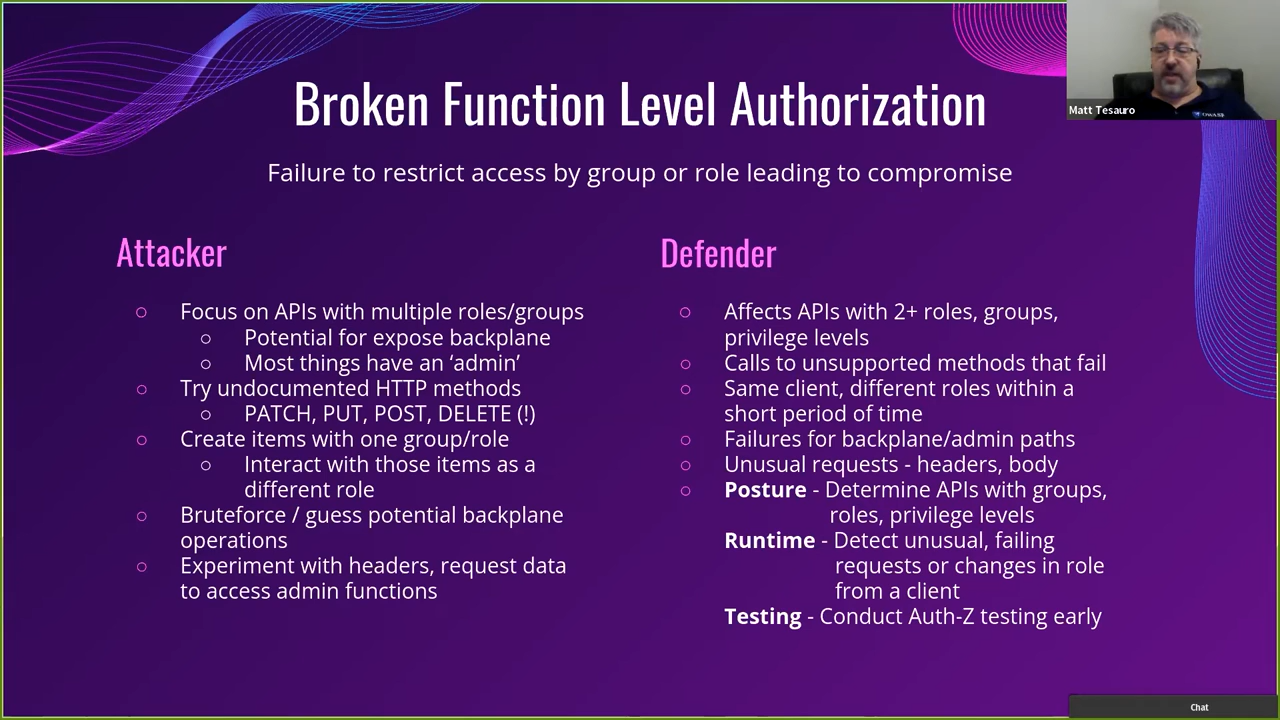 Broken Function Level Authorization
Matt Tesauro
Failure to restrict access by group or role leading to compromise
Attacker
Focus on APIs with multiple roles/groups
Potential for expose backplane
Most things have an ‘admin’
Try undocumented HTTP methods
PATCH, PUT, POST, DELETE (!)
Create items with one group/role
Interact with those items as a
different role
Bruteforce / guess potential backplane
operations
Experiment with headers, request data
to access admin functions
Defender
Affects APIs with 2+ roles, groups,
privilege levels
Calls to unsupported methods that fail
Same client, different roles within a
short period of time
Failures for backplane/admin paths
Unusual requests - headers, body
Posture - Determine APIs with groups,
roles, privilege levels
Runtime - Detect unusual, failing
requests or changes in role
from a client
Testing - Conduct Auth-Z testing early
Chat